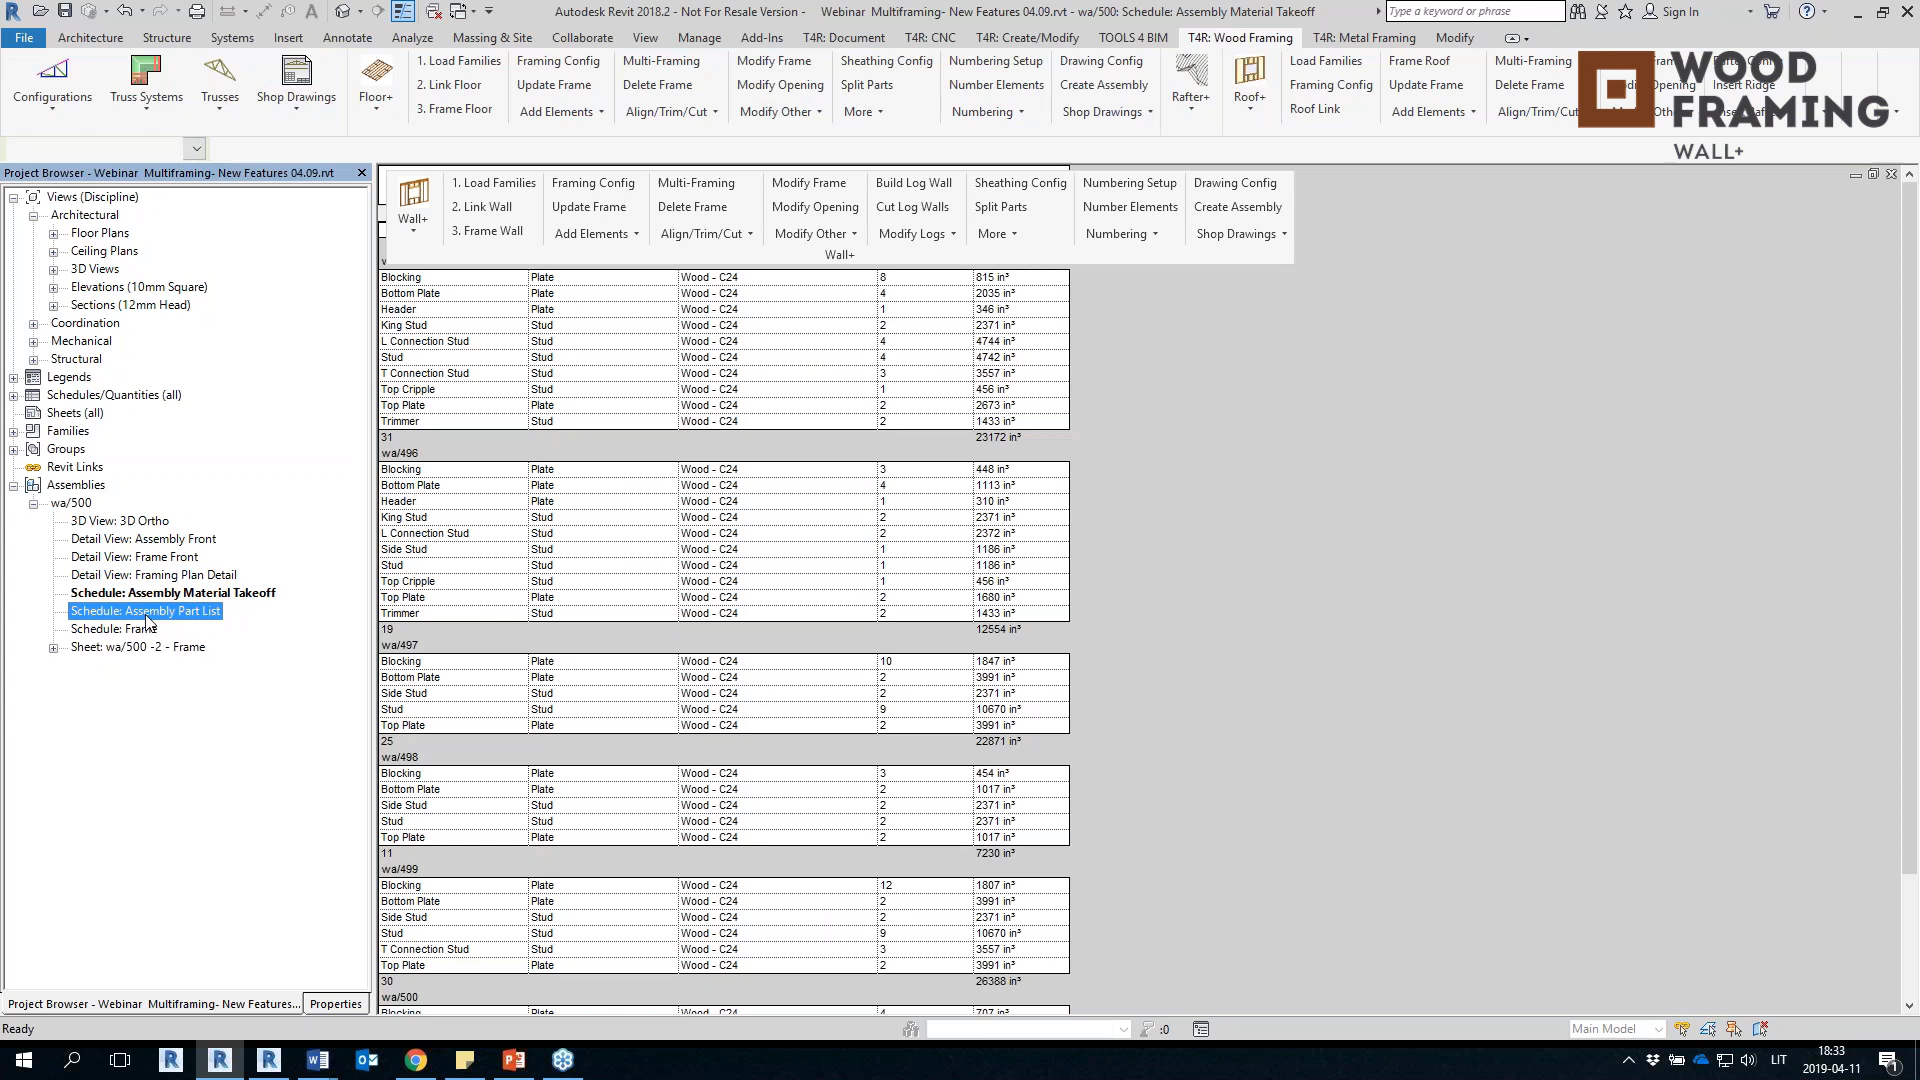 Autodesk Revit 2018.2 - Not For Resale Version - Webinar Multiframing- New Features 04.09.rvt - wa/500: Schedule: Assembly Material Takeoff
Type a keyword or phrase
Sign In
File Architecture Structure Systems Insert Annotate Analyze Massing & Site Collaborate View Manage Add-Ins T4R: Document T4R: CNC T4R: Create/Modify TOOLS 4 BIM T4R: Wood Framing T4R: Metal Framing Modify
Configurations Truss Systems Trusses Shop Drawings Floor+
1. Load Families Framing Config Multi-Framing Modify Frame Sheathing Config Numbering Setup Drawing Config
2. Link Floor Update Frame Delete Frame Modify Opening Split Parts Number Elements Create Assembly
3. Frame Floor Add Elements Align/Trim/Cut Modify Other More Numbering Shop Drawings
Rafter+ Roof+
Load Families Frame Roof Multi-Framing
Framing Config Update Frame Delete Frame Insert Ridge
Roof Link Add Elements Align/Trim/Cut
WOOD
FRAMING
WALL+
Project Browser - Webinar Multiframing- New Features 04.09.rvt
Views (Discipline)
Architectural
Floor Plans
Ceiling Plans
3D Views
Elevations (10mm Square)
Sections (12mm Head)
Coordination
Mechanical
Structural
Legends
Schedules/Quantities (all)
Sheets (all)
Families
Groups
Revit Links
Assemblies
wa/500
3D View: 3D Ortho
Detail View: Assembly Front
Detail View: Frame Front
Detail View: Framing Plan Detail
Schedule: Assembly Material Takeoff
Schedule: Assembly Part List
Schedule: Frame
Sheet: wa/500 -2 - Frame
Project Browser - Webinar Multiframing- New Features... Properties
Wall+
1. Load Families Framing Config Multi-Framing Modify Frame Build Log Wall Sheathing Config Numbering Setup Drawing Config
2. Link Wall Update Frame Delete Frame Modify Opening Cut Log Walls Split Parts Number Elements Create Assembly
3. Frame Wall Add Elements Align/Trim/Cut Modify Other Modify Logs More Numbering Shop Drawings
Wall+
Blocking Plate Wood - C24 8 815 in³
Bottom Plate Plate Wood - C24 4 2035 in³
Header Plate Wood - C24 1 346 in³
King Stud Stud Wood - C24 2 2371 in³
L Connection Stud Stud Wood - C24 4 4744 in³
Stud Stud Wood - C24 4 4742 in³
T Connection Stud Stud Wood - C24 3 3557 in³
Top Cripple Stud Wood - C24 1 456 in³
Top Plate Plate Wood - C24 2 2673 in³
Trimmer Stud Wood - C24 2 1433 in³
31 23172 in³
wa/496
Blocking Plate Wood - C24 3 448 in³
Bottom Plate Plate Wood - C24 4 1113 in³
Header Plate Wood - C24 1 310 in³
King Stud Stud Wood - C24 2 2371 in³
L Connection Stud Stud Wood - C24 2 2372 in³
Side Stud Stud Wood - C24 1 1186 in³
Stud Stud Wood - C24 1 1186 in³
Top Cripple Stud Wood - C24 1 456 in³
Top Plate Plate Wood - C24 2 1680 in³
Trimmer Stud Wood - C24 2 1433 in³
19 12554 in³
wa/497
Blocking Plate Wood - C24 10 1847 in³
Bottom Plate Plate Wood - C24 2 3991 in³
Side Stud Stud Wood - C24 2 2371 in³
Stud Stud Wood - C24 9 10670 in³
Top Plate Plate Wood - C24 2 3991 in³
25 22871 in³
wa/498
Blocking Plate Wood - C24 3 454 in³
Bottom Plate Plate Wood - C24 2 1017 in³
Side Stud Stud Wood - C24 2 2371 in³
Stud Stud Wood - C24 2 2371 in³
Top Plate Plate Wood - C24 2 1017 in³
11 7230 in³
wa/499
Blocking Plate Wood - C24 12 1807 in³
Bottom Plate Plate Wood - C24 2 3991 in³
Side Stud Stud Wood - C24 2 2371 in³
Stud Stud Wood - C24 9 10670 in³
T Connection Stud Stud Wood - C24 3 3557 in³
Top Plate Plate Wood - C24 2 3991 in³
30 26388 in³
wa/500
Blocking Plate Wood - C24 4 707 in³
Ready
:0
Main Model
LIT
18:33
2019-04-11
1